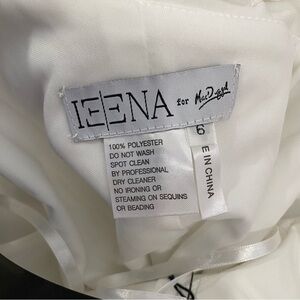 IEENA for Mac Duggal
6
100% POLYESTER
DO NOT WASH
SPOT CLEAN
BY PROFESSIONAL
DRY CLEANER
NO IRONING OR
STEAMING ON SEQUINS
OR BEADING
E IN CHINA